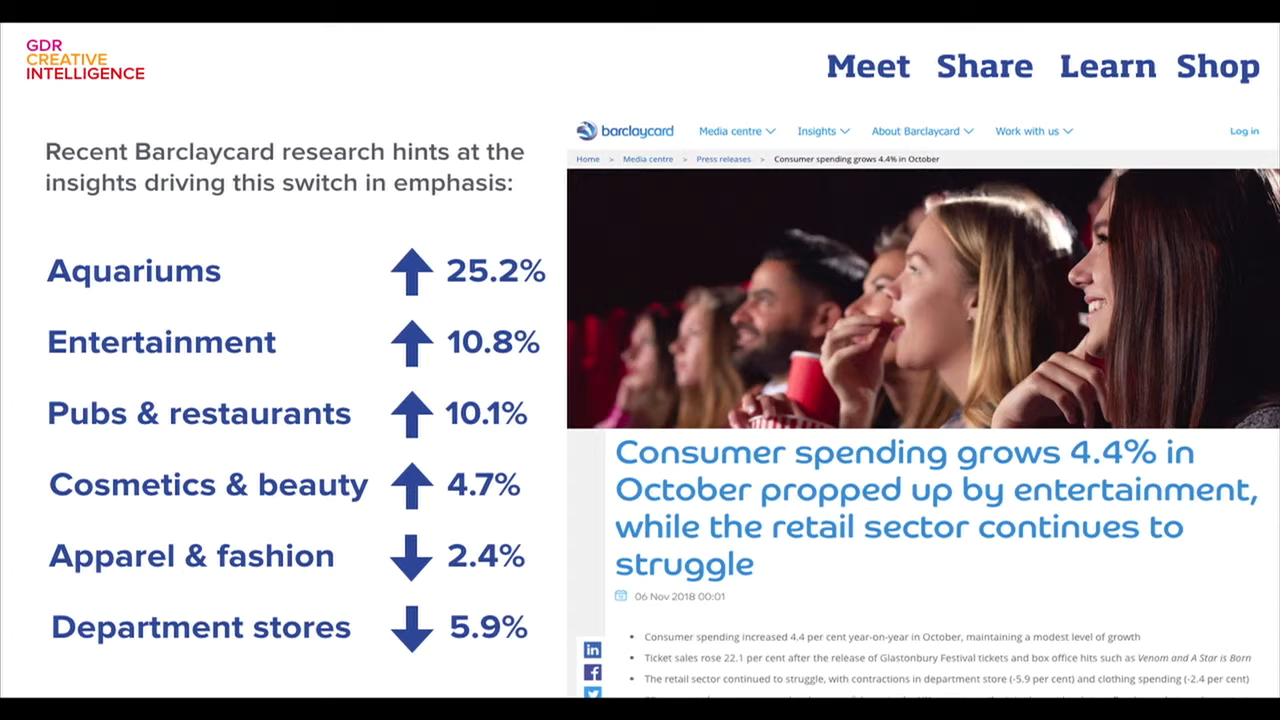 GDR
CREATIVE
INTELLIGENCE
Meet Share Learn Shop
Recent Barclaycard research hints at the
insights driving this switch in emphasis:
Aquariums 25.2%
Entertainment 10.8%
Pubs & restaurants 10.1%
Cosmetics & beauty 4.7%
Apparel & fashion 2.4%
Department stores 5.9%
barclaycard Media centre Insights About Barclaycard Work with us Log in
Home > Media centre > Press releases > Consumer spending grows 4.4% in October
Consumer spending grows 4.4% in
October propped up by entertainment,
while the retail sector continues to
struggle
06 Nov 2018 00:01
• Consumer spending increased 4.4 per cent year-on-year in October, maintaining a modest level of growth
• Ticket sales rose 22.1 per cent after the release of Glastonbury Festival tickets and box office hits such as Venom and A Star is Born
• The retail sector continued to struggle, with contractions in department store (-5.9 per cent) and clothing spending (-2.4 per cent)
in
f